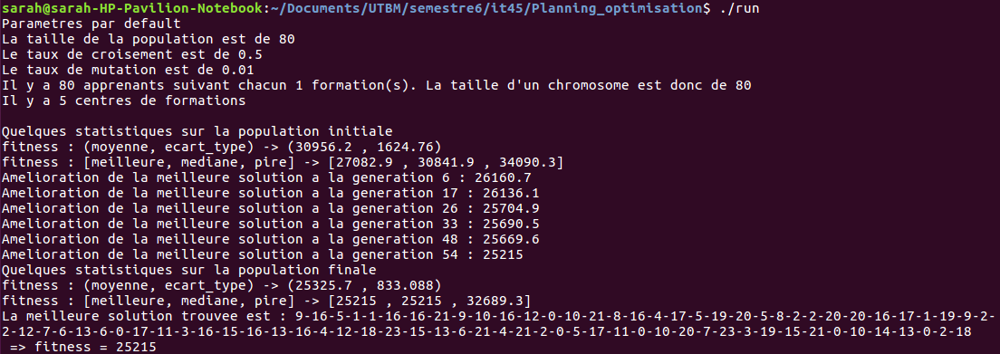 sarah@sarah-HP-Pavilion-Notebook:~/Documents/UTBM/semestre6/it45/Planning_optimisation$ ./run
Parametres par default
La taille de la population est de 80
Le taux de croisement est de 0.5
Le taux de mutation est de 0.01
Il y a 80 apprenants suivant chacun 1 formation(s). La taille d'un chromosome est donc de 80
Il y a 5 centres de formations
Quelques statistiques sur la population initiale
fitness : (moyenne, ecart_type) -> (30956.2 , 1624.76)
fitness : [meilleure, mediane, pire] -> [27082.9 , 30841.9 , 34090.3]
Amelioration de la meilleure solution a la generation 6 : 26160.7
Amelioration de la meilleure solution a la generation 17 : 26136.1
Amelioration de la meilleure solution a la generation 26 : 25704.9
Amelioration de la meilleure solution a la generation 33 : 25690.5
Amelioration de la meilleure solution a la generation 48 : 25669.6
Amelioration de la meilleure solution a la generation 54 : 25215
Quelques statistiques sur la population finale
fitness : (moyenne, ecart_type) -> (25325.7 , 833.088)
fitness : [meilleure, mediane, pire] -> [25215 , 25215 , 32689.3]
La meilleure solution trouvee est : 9-16-5-1-1-16-16-21-9-10-16-12-0-10-21-8-16-4-17-5-19-20-5-8-2-2-20-20-16-17-1-19-9-2-
2-12-7-6-13-6-0-17-11-3-16-15-16-13-16-4-12-18-23-15-13-6-21-4-21-2-0-5-17-11-0-10-20-7-23-3-19-15-21-0-10-14-13-0-2-18
=> fitness = 25215